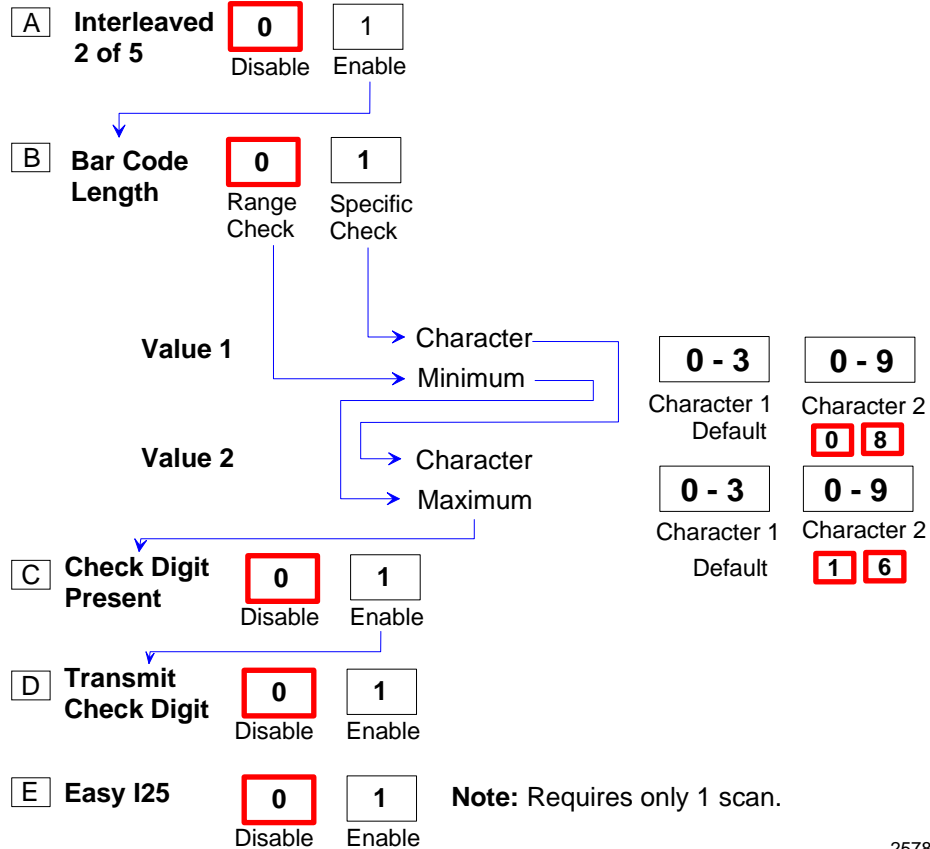 A Interleaved 2 of 5 0 1
Disable Enable
B Bar Code Length 0 1
Range Check Specific Check
Value 1 Character 0 - 3 0 - 9
Minimum Character 1 Character 2
Default 0 8
Value 2 Character 0 - 3 0 - 9
Maximum Character 1 Character 2
Default 1 6
C Check Digit Present 0 1
Disable Enable
D Transmit Check Digit 0 1
Disable Enable
E Easy I25 0 1 Note: Requires only 1 scan.
Disable Enable
2578